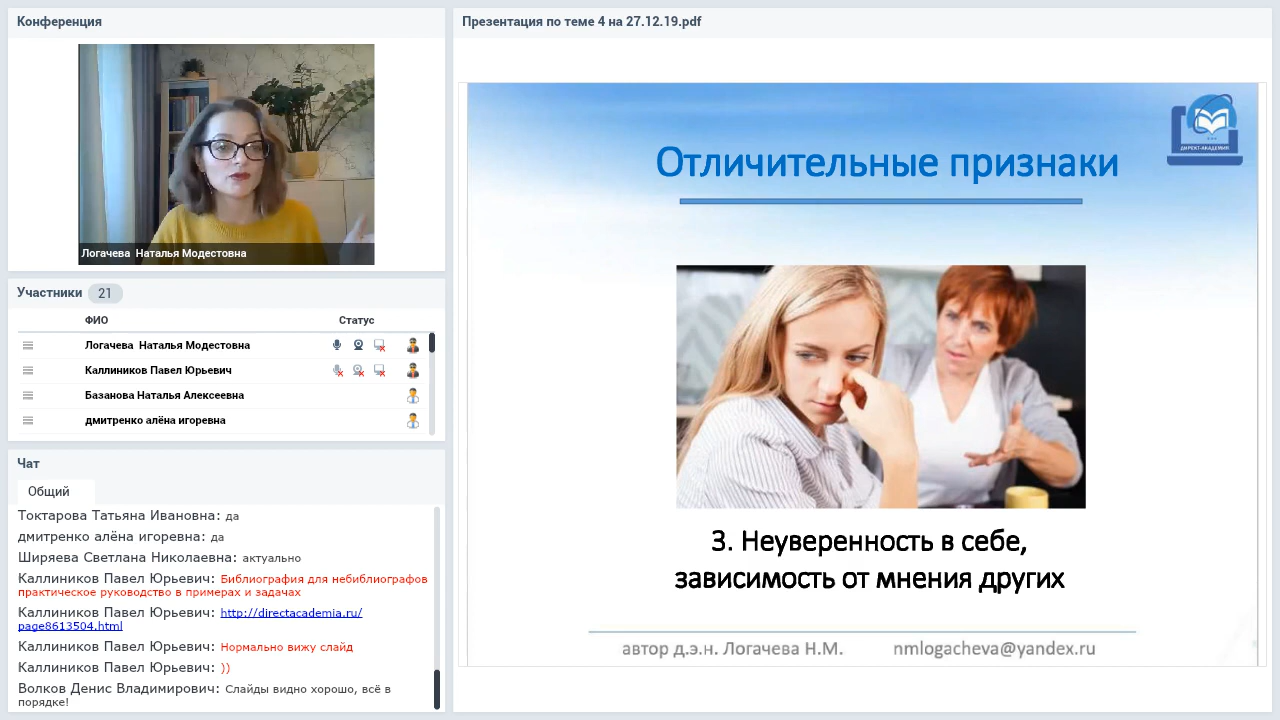 Конференция
Логачева Наталья Модестовна
Участники 21
ФИО Статус
Логачева Наталья Модестовна
Каллиников Павел Юрьевич
Базанова Наталья Алексеевна
дмитренко алёна игоревна
Чат
Общий
Токтарова Татьяна Ивановна: да
дмитренко алёна игоревна: да
Ширяева Светлана Николаевна: актуально
Каллиников Павел Юрьевич: Библиография для небиблиографов
практическое руководство в примерах и задачах
Каллиников Павел Юрьевич: http://directacademia.ru/
page8613504.html
Каллиников Павел Юрьевич: Нормально вижу слайд
Каллиников Павел Юрьевич: ))
Волков Денис Владимирович: Слайды видно хорошо, всё в
порядке!
Презентация по теме 4 на 27.12.19.pdf
ДИРЕКТ-АКАДЕМИЯ
Отличительные признаки
3. Неуверенность в себе,
зависимость от мнения других
автор д.э.н. Логачева Н.М. nmlogacheva@yandex.ru